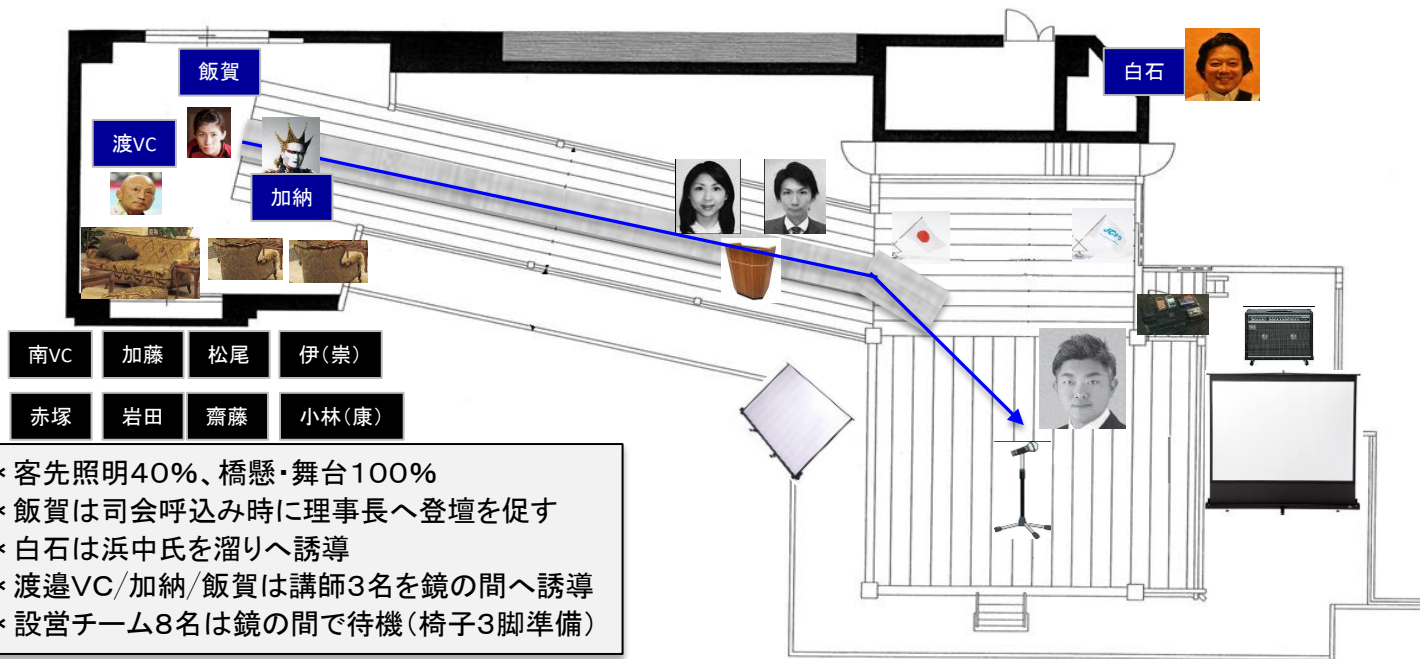 飯賀
白石
渡VC
加納
JCI
南VC 加藤 松尾 伊(崇)
赤塚 岩田 齋藤 小林(康)
* 客先照明40%、橋懸・舞台100%
* 飯賀は司会呼込み時に理事長へ登壇を促す
* 白石は浜中氏を溜りへ誘導
* 渡邉VC/加納/飯賀は講師3名を鏡の間へ誘導
* 設営チーム8名は鏡の間で待機(椅子3脚準備)